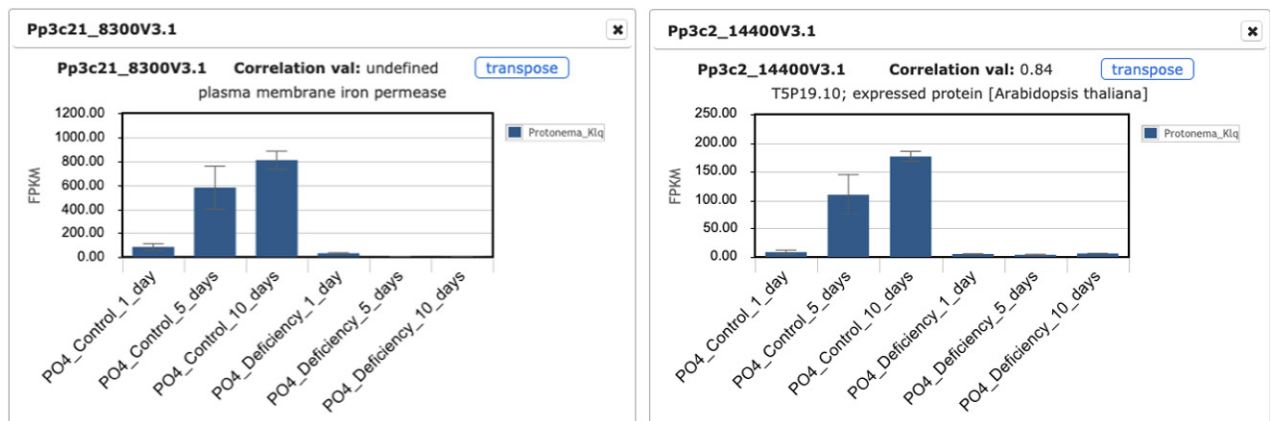 Pp3c21_8300V3.1
Pp3c21_8300V3.1 Correlation val: undefined transpose
plasma membrane iron permease
1200.00
1000.00
800.00
600.00
400.00
200.00
0.00
FPKM
Protonema_Klq
PO4_Control_1_day
PO4_Control_5_days
PO4_Control_10_days
PO4_Deficiency_1_day
PO4_Deficiency_5_days
PO4_Deficiency_10_days
Pp3c2_14400V3.1
Pp3c2_14400V3.1 Correlation val: 0.84 transpose
T5P19.10; expressed protein [Arabidopsis thaliana]
250.00
200.00
150.00
100.00
50.00
0.00
FPKM
Protonema_Klq
PO4_Control_1_day
PO4_Control_5_days
PO4_Control_10_days
PO4_Deficiency_1_day
PO4_Deficiency_5_days
PO4_Deficiency_10_days